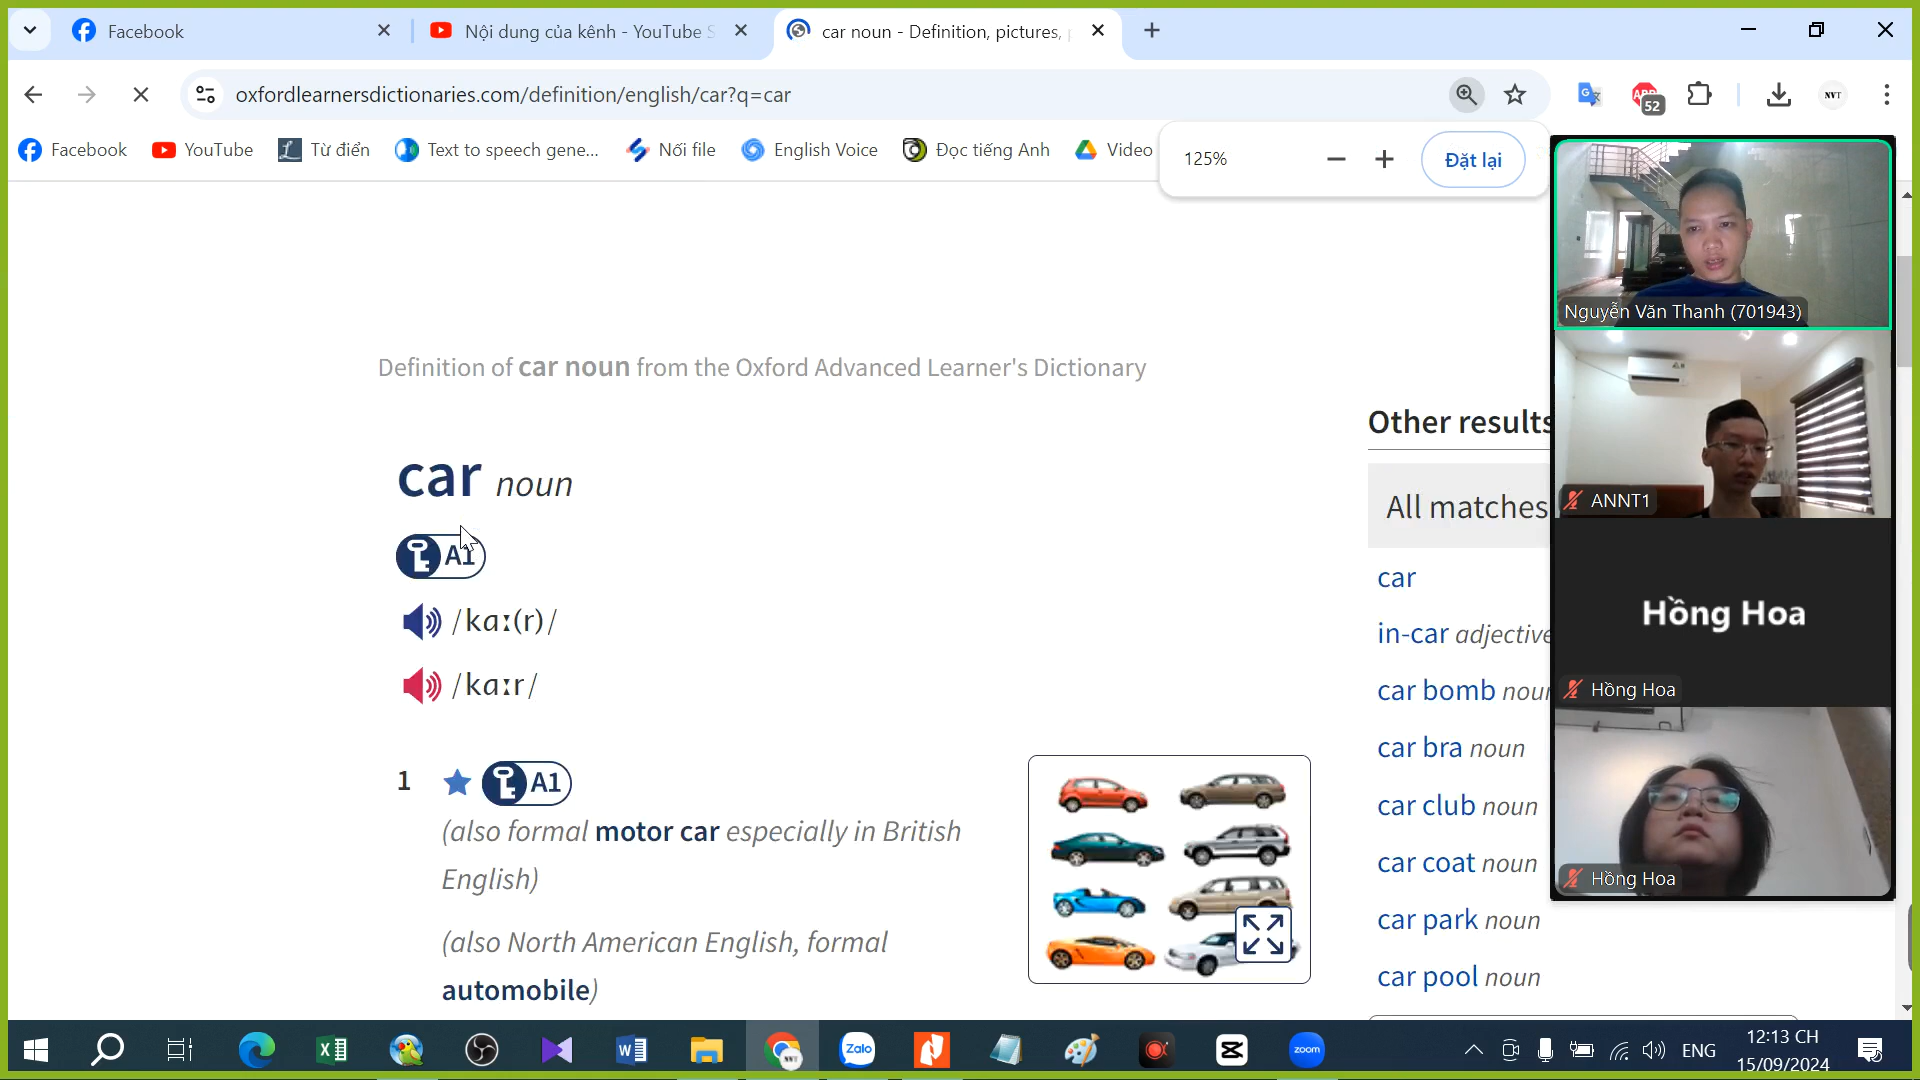 Facebook
Nội dung của kênh - YouTube S
car noun - Definition, pictures, p
oxfordlearnersdictionaries.com/definition/english/car?q=car
52
NVT
Facebook
YouTube
Từ điển
Text to speech gene...
Nối file
English Voice
Đọc tiếng Anh
Video
125%
Đặt lại
Definition of car noun from the Oxford Advanced Learner's Dictionary
car noun
A1
/kɑː(r)/
/kɑːr/
1 A1
(also formal motor car especially in British
English)
(also North American English, formal
automobile)
Other results
All matches
car
in-car adjective
car bomb noun
car bra noun
car club noun
car coat noun
car park noun
car pool noun
Nguyễn Văn Thanh (701943)
ANNT1
Hồng Hoa
Hồng Hoa
Hồng Hoa
Zalo
zoom
ENG
12:13 CH
15/09/2024